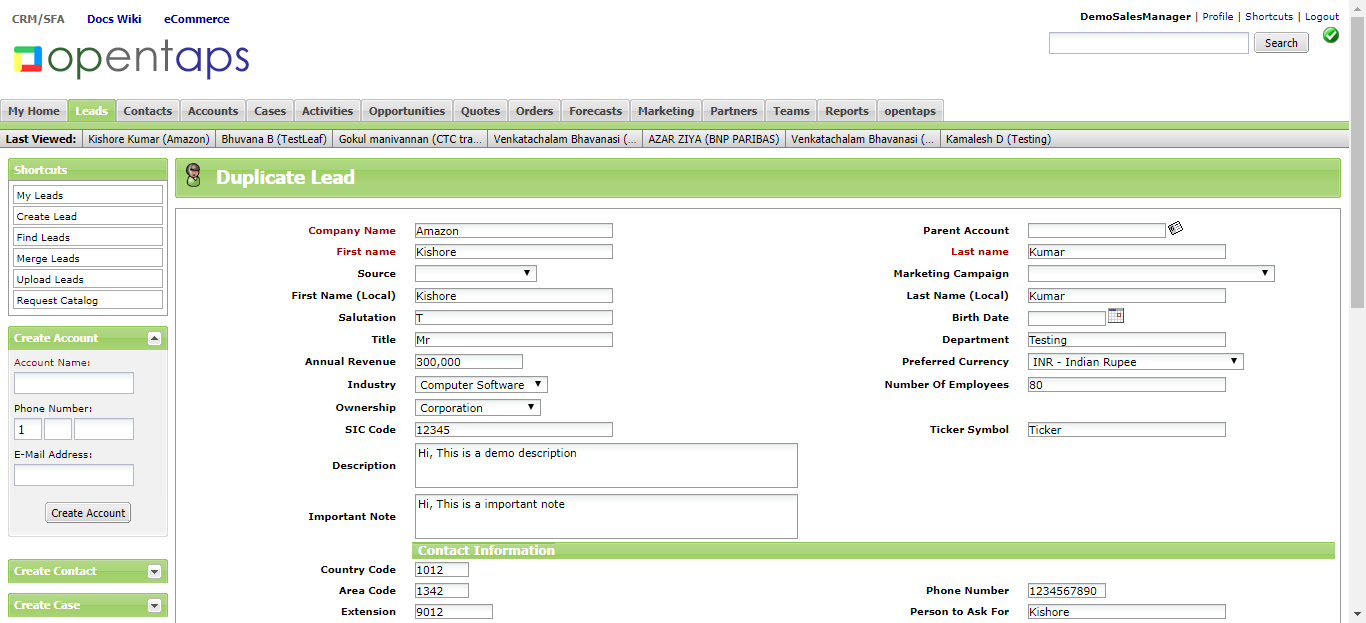 CRM/SFA Docs Wiki eCommerce
DemoSalesManager | Profile | Shortcuts | Logout
opentaps
Search
My Home Leads Contacts Accounts Cases Activities Opportunities Quotes Orders Forecasts Marketing Partners Teams Reports opentaps
Last Viewed: Kishore Kumar (Amazon) Bhuvana B (TestLeaf) Gokul manivannan (CTC tra... Venkatachalam Bhavanasi (... AZAR ZIYA (BNP PARIBAS) Venkatachalam Bhavanasi (... Kamalesh D (Testing)
Shortcuts
My Leads
Create Lead
Find Leads
Merge Leads
Upload Leads
Request Catalog
Create Account
Account Name:
Phone Number:
1
E-Mail Address:
Create Account
Create Contact
Create Case
Duplicate Lead
Company Name Amazon Parent Account
First name Kishore Last name Kumar
Source Marketing Campaign
First Name (Local) Kishore Last Name (Local) Kumar
Salutation T Birth Date
Title Mr Department Testing
Annual Revenue 300,000 Preferred Currency INR - Indian Rupee
Industry Computer Software Number Of Employees 80
Ownership Corporation
SIC Code 12345 Ticker Symbol Ticker
Description Hi, This is a demo description
Important Note Hi, This is a important note
Contact Information
Country Code 1012
Area Code 1342 Phone Number 1234567890
Extension 9012 Person to Ask For Kishore